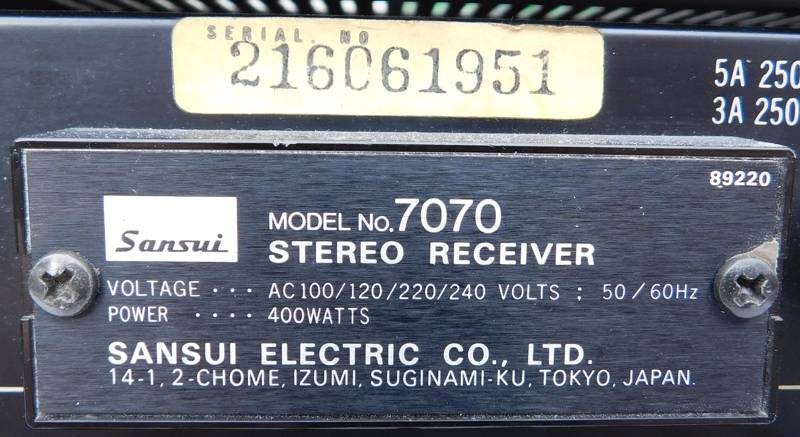 SERIAL. NO
216061951
5A 250
3A 250
89220
Sansui
MODEL No. 7070
STEREO RECEIVER
VOLTAGE ··· AC100/120/220/240 VOLTS ; 50/60Hz
POWER ···· 400WATTS
SANSUI ELECTRIC CO., LTD.
14-1, 2-CHOME, IZUMI, SUGINAMI-KU, TOKYO, JAPAN.